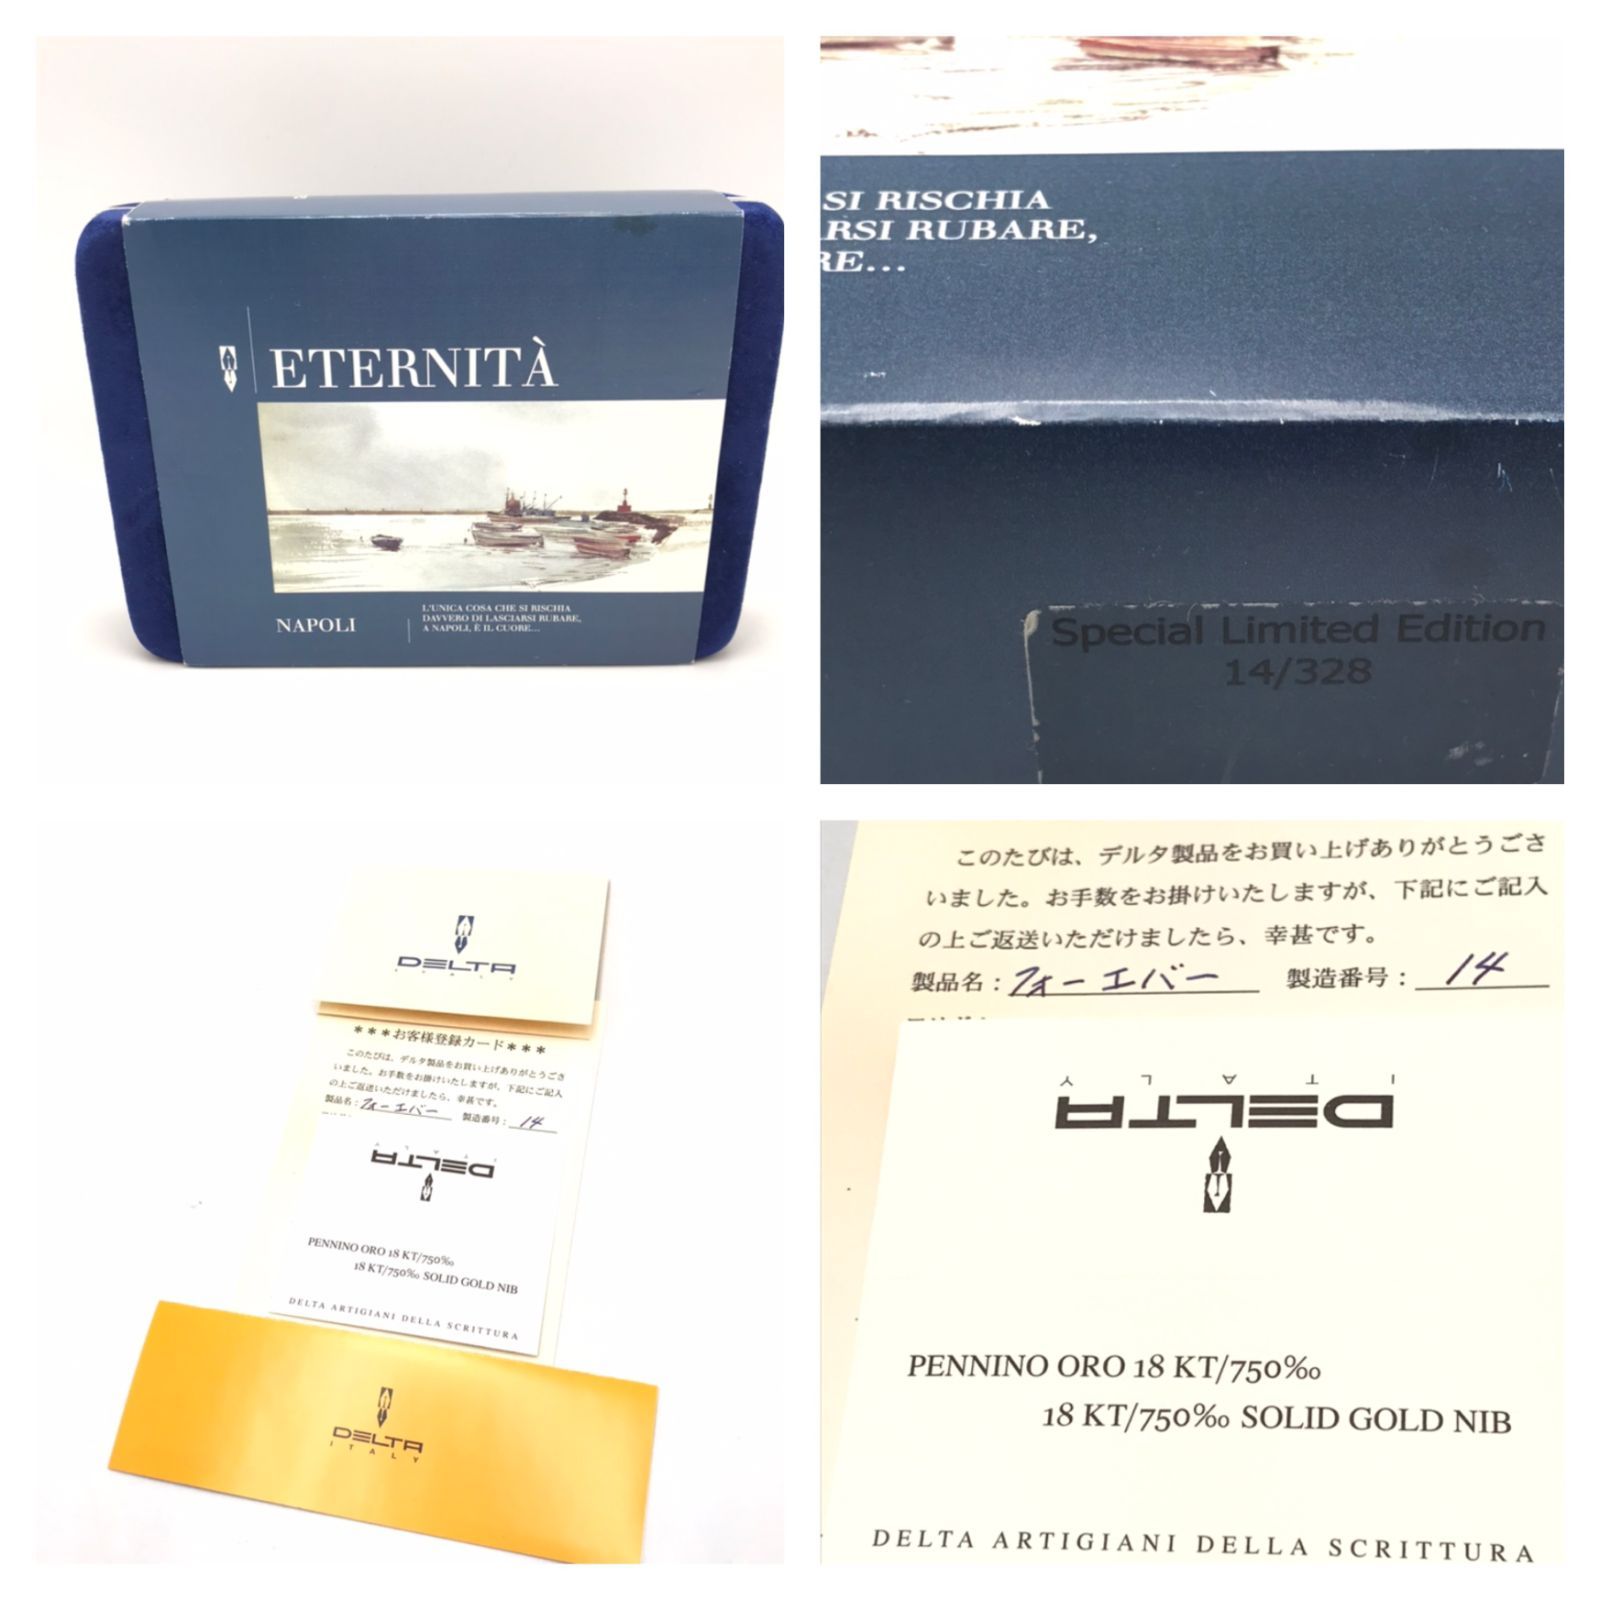 ETERNITÀ
NAPOLI
L'UNICA COSA CHE SI RISCHIA
DAVVERO DI LASCIARSI RUBARE,
A NAPOLI, È IL CUORE...
SI RISCHIA
RSI RUBARE,
RE...
Special Limited Edition
14/328
DELTA
ITALY
***お客様登録カード***
このたびは、デルタ製品をお買い上げありがとうござ
いました。お手数をお掛けいたしますが、下記にご記入
の上ご返送いただけましたら、幸甚です。
製品名：フォーエバー 製造番号：14
DELTA
ITALY
PENNINO ORO 18 KT/750‰
18 KT/750‰ SOLID GOLD NIB
DELTA ARTIGIANI DELLA SCRITTURA
DELTA
ITALY
このたびは、デルタ製品をお買い上げありがとうござ
いました。お手数をお掛けいたしますが、下記にご記入
の上ご返送いただけましたら、幸甚です。
製品名：フォーエバー 製造番号：14
DELTA
ITALY
PENNINO ORO 18 KT/750‰
18 KT/750‰ SOLID GOLD NIB
DELTA ARTIGIANI DELLA SCRITTURA